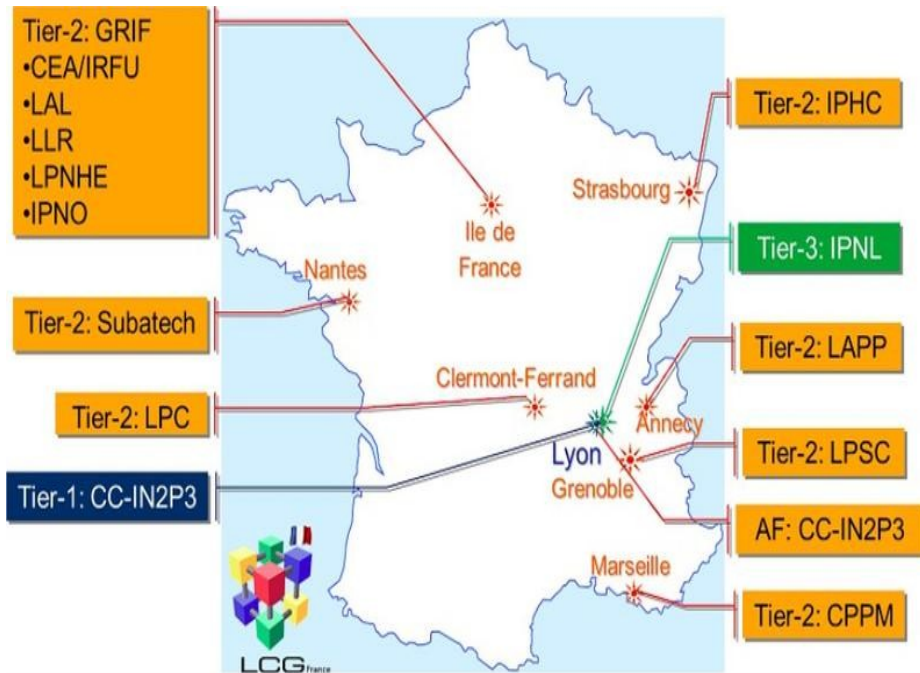 Tier-2: GRIF
•CEA/IRFU
•LAL
•LLR
•LPNHE
•IPNO
Tier-2: IPHC
Strasbourg
Ile de
France
Tier-3: IPNL
Nantes
Tier-2: Subatech
Tier-2: LAPP
Clermont-Ferrand
Tier-2: LPC
Annecy
Lyon
Tier-2: LPSC
Grenoble
Tier-1: CC-IN2P3
AF: CC-IN2P3
Marseille
Tier-2: CPPM
LCG France